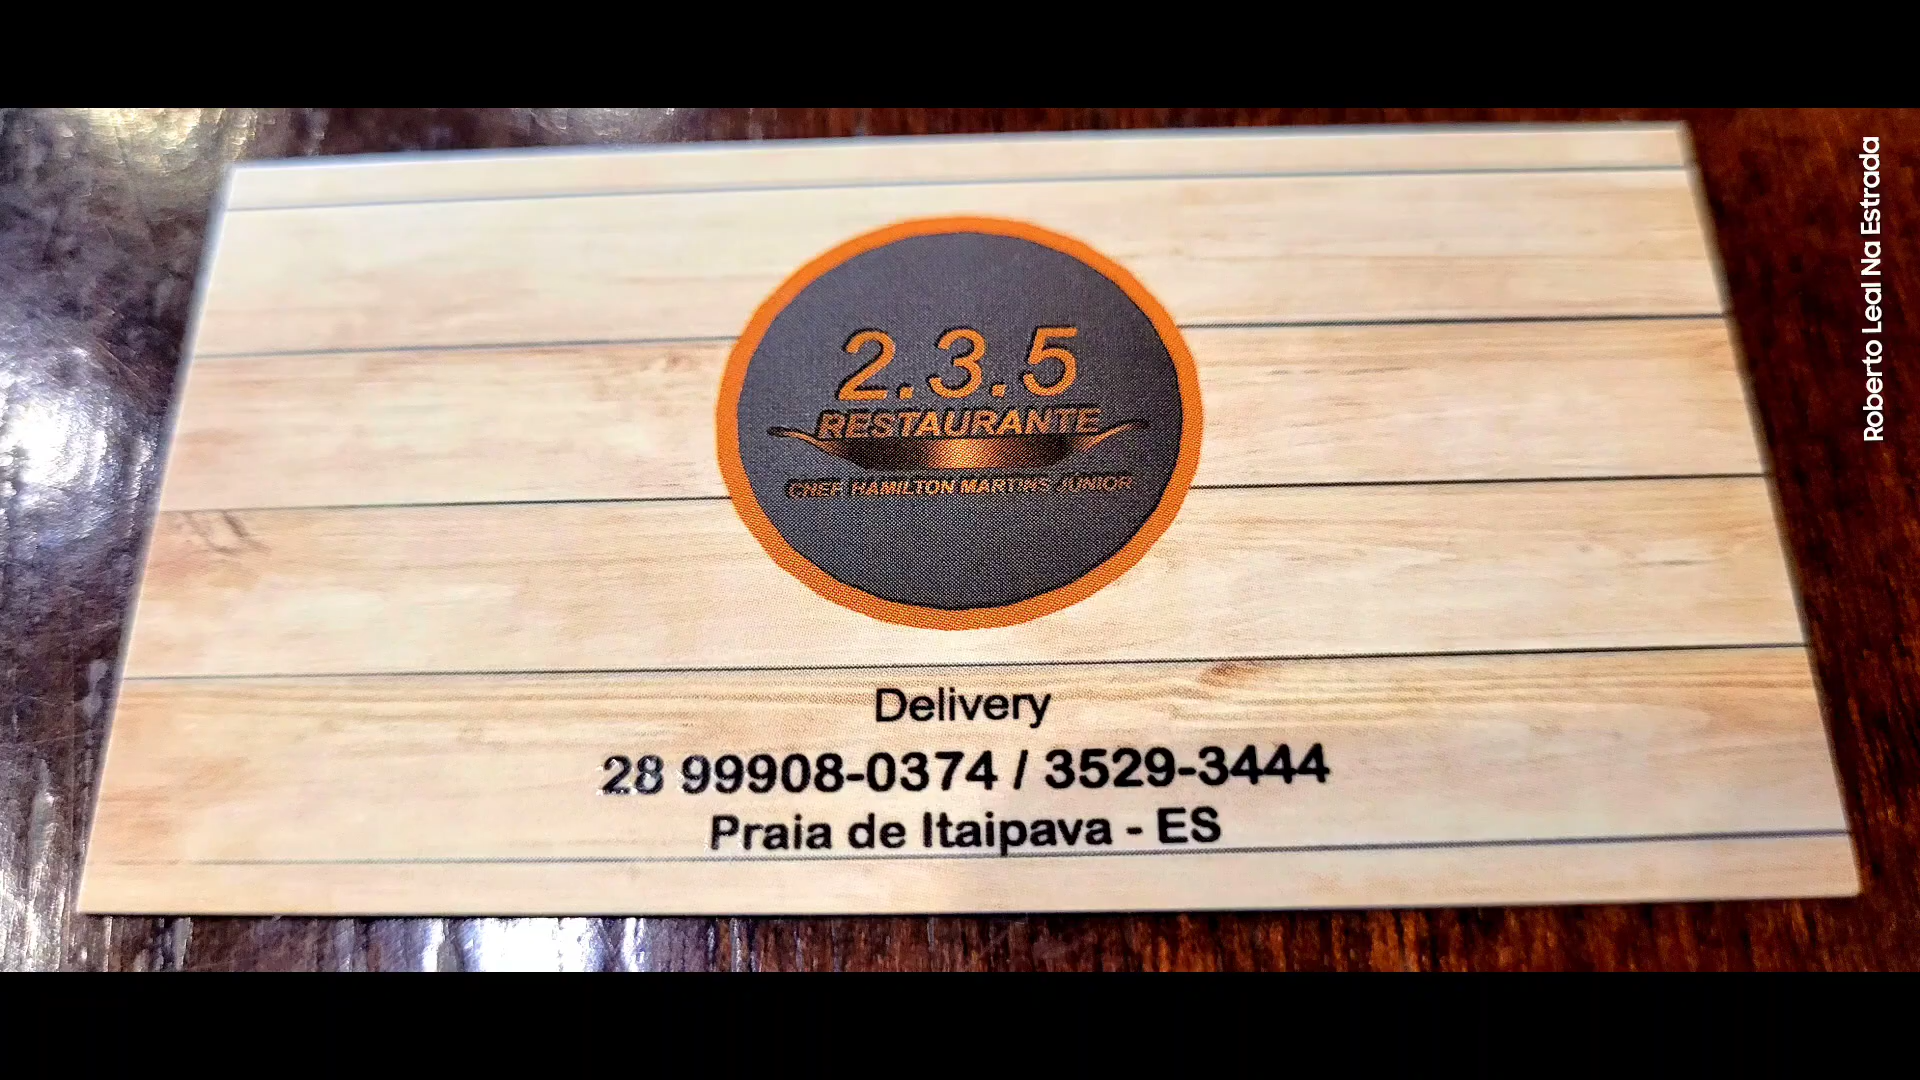 2.3.5
RESTAURANTE
CHEF HAMILTON MARTINS JÚNIOR
Delivery
28 99908-0374 / 3529-3444
Praia de Itaipava - ES
Roberto Leal Na Estrada